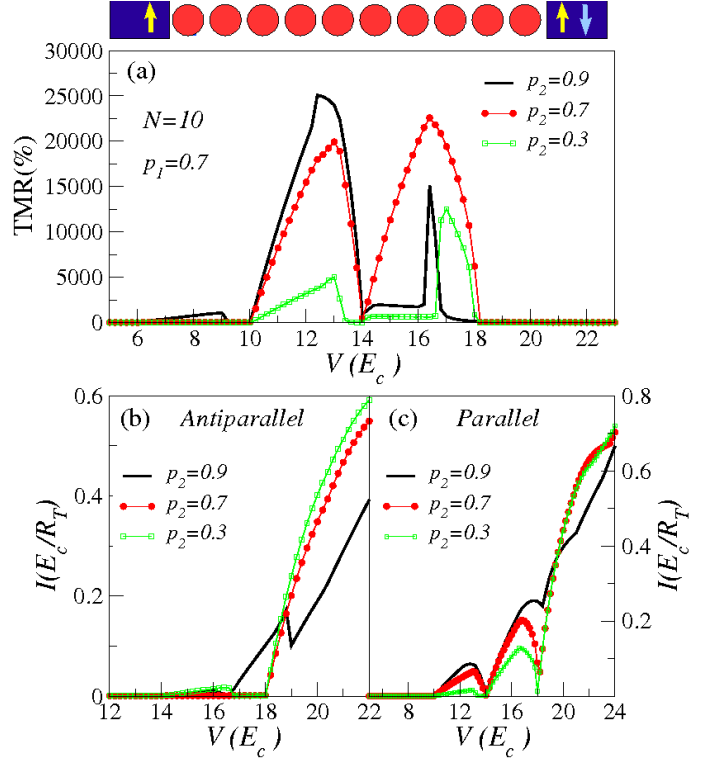 (a)
N=10
p1=0.7
p2=0.9
p2=0.7
p2=0.3
TMR(%)
30000
25000
20000
15000
10000
5000
0
6 8 10 12 14 16 18 20 22
V (Ec)
(b) Antiparallel
p2=0.9
p2=0.7
p2=0.3
I(Ec/RT)
0.6
0.4
0.2
0
12 14 16 18 20 22
V (Ec)
(c) Parallel
p2=0.9
p2=0.7
p2=0.3
I(Ec/RT)
0.8
0.6
0.4
0.2
8 12 16 20 24
V (Ec)